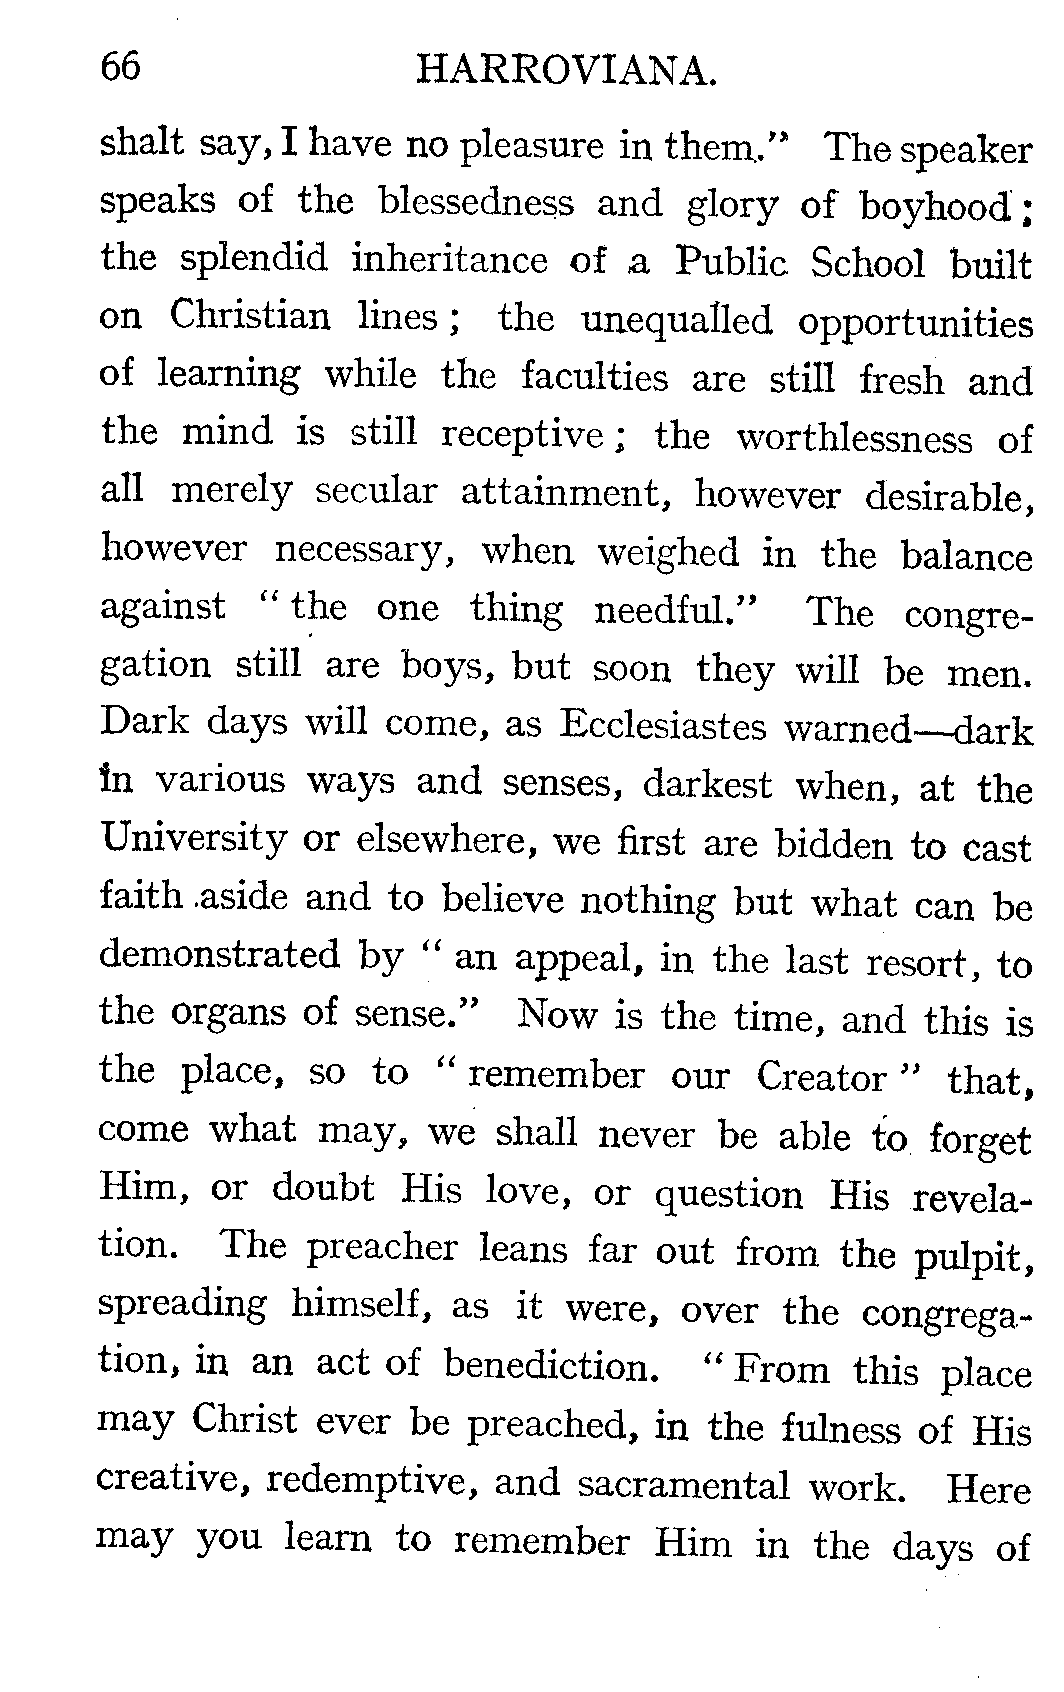 66 HARROVIANA.
shalt say, I have no pleasure in them." The speaker
speaks of the blessedness and glory of boyhood;
the splendid inheritance of a Public School built
on Christian lines; the unequalled opportunities
of learning while the faculties are still fresh and
the mind is still receptive; the worthlessness of
all merely secular attainment, however desirable,
however necessary, when weighed in the balance
against "the one thing needful." The congre-
gation still are boys, but soon they will be men.
Dark days will come, as Ecclesiastes warned—dark
in various ways and senses, darkest when, at the
University or elsewhere, we first are bidden to cast
faith aside and to believe nothing but what can be
demonstrated by "an appeal, in the last resort, to
the organs of sense." Now is the time, and this is
the place, so to "remember our Creator" that,
come what may, we shall never be able to forget
Him, or doubt His love, or question His revela-
tion. The preacher leans far out from the pulpit,
spreading himself, as it were, over the congrega-
tion, in an act of benediction. "From this place
may Christ ever be preached, in the fulness of His
creative, redemptive, and sacramental work. Here
may you learn to remember Him in the days of